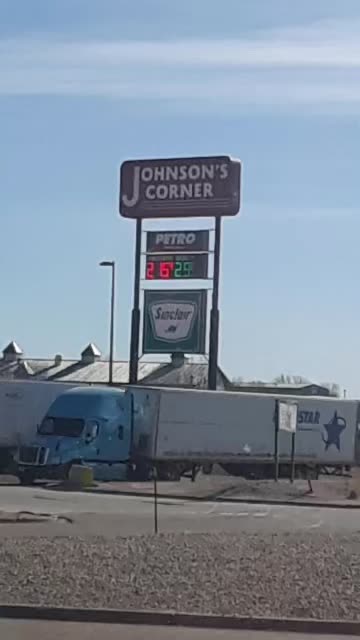 JOHNSON'S
CORNER
PETRO
Sinclair
STAR